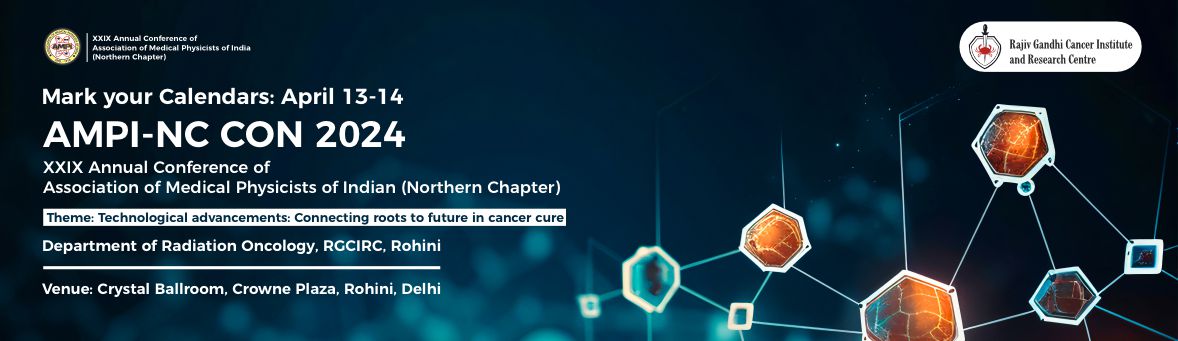 AMPI
XXIX Annual Conference of
Association of Medical Physicists of India
(Northern Chapter)
Rajiv Gandhi Cancer Institute
and Research Centre
Mark your Calendars: April 13-14
AMPI-NC CON 2024
XXIX Annual Conference of
Association of Medical Physicists of Indian (Northern Chapter)
Theme: Technological advancements: Connecting roots to future in cancer cure
Department of Radiation Oncology, RGCIRC, Rohini
Venue: Crystal Ballroom, Crowne Plaza, Rohini, Delhi